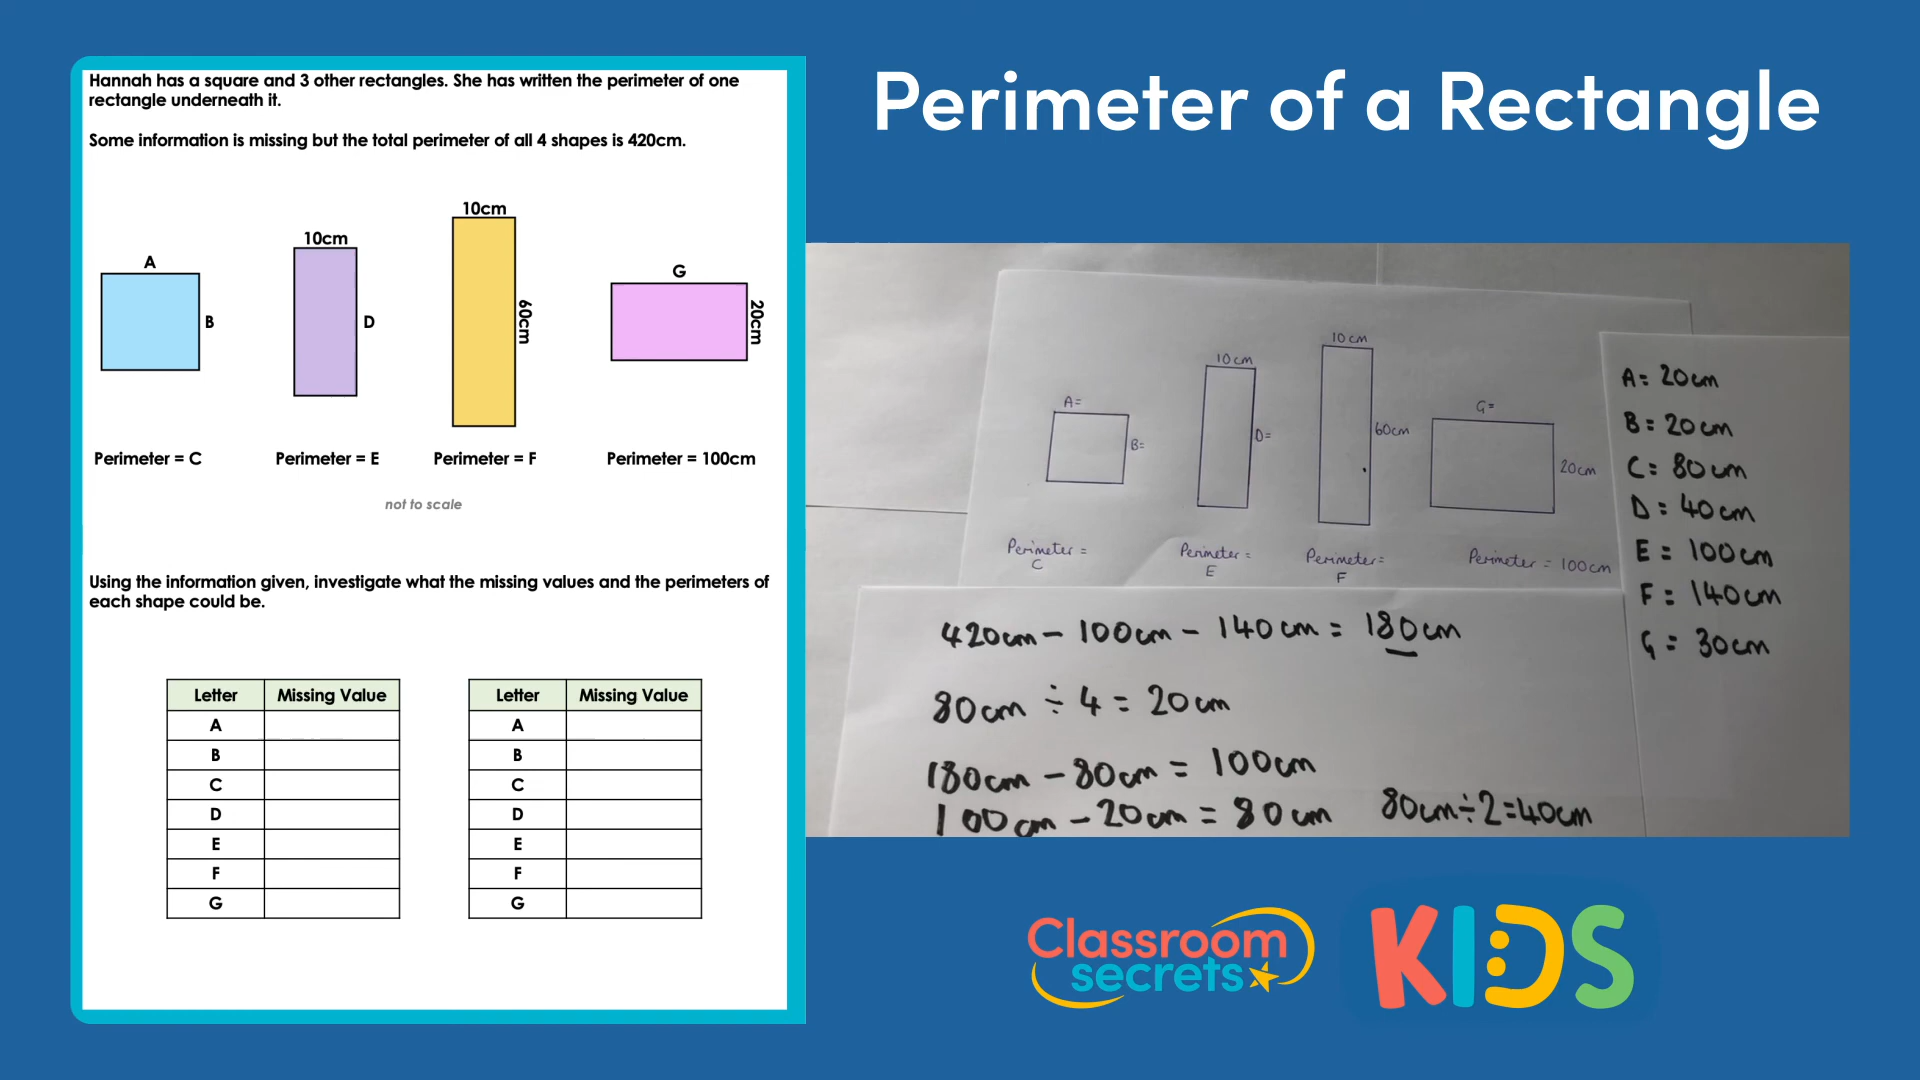 Perimeter of a Rectangle
Hannah has a square and 3 other rectangles. She has written the perimeter of one
rectangle underneath it.
Some information is missing but the total perimeter of all 4 shapes is 420cm.
A
B
10cm
D
10cm
60cm
G
20cm
Perimeter = C
Perimeter = E
Perimeter = F
Perimeter = 100cm
not to scale
Using the information given, investigate what the missing values and the perimeters of
each shape could be.
Letter Missing Value
A
B
C
D
E
F
G
Letter Missing Value
A
B
C
D
E
F
G
A=
B=
10cm
D=
10cm
60cm
G=
20cm
Perimeter =
C
Perimeter =
E
Perimeter=
F
Perimeter = 100cm
A= 20cm
B= 20cm
C= 80cm
D= 40cm
E= 100cm
F= 140cm
G= 30cm
420cm - 100cm - 140cm = 180cm
80cm ÷ 4 = 20cm
180cm - 80cm = 100cm
100cm - 20cm = 80cm 80cm÷2=40cm
Classroom
secrets
KIDS